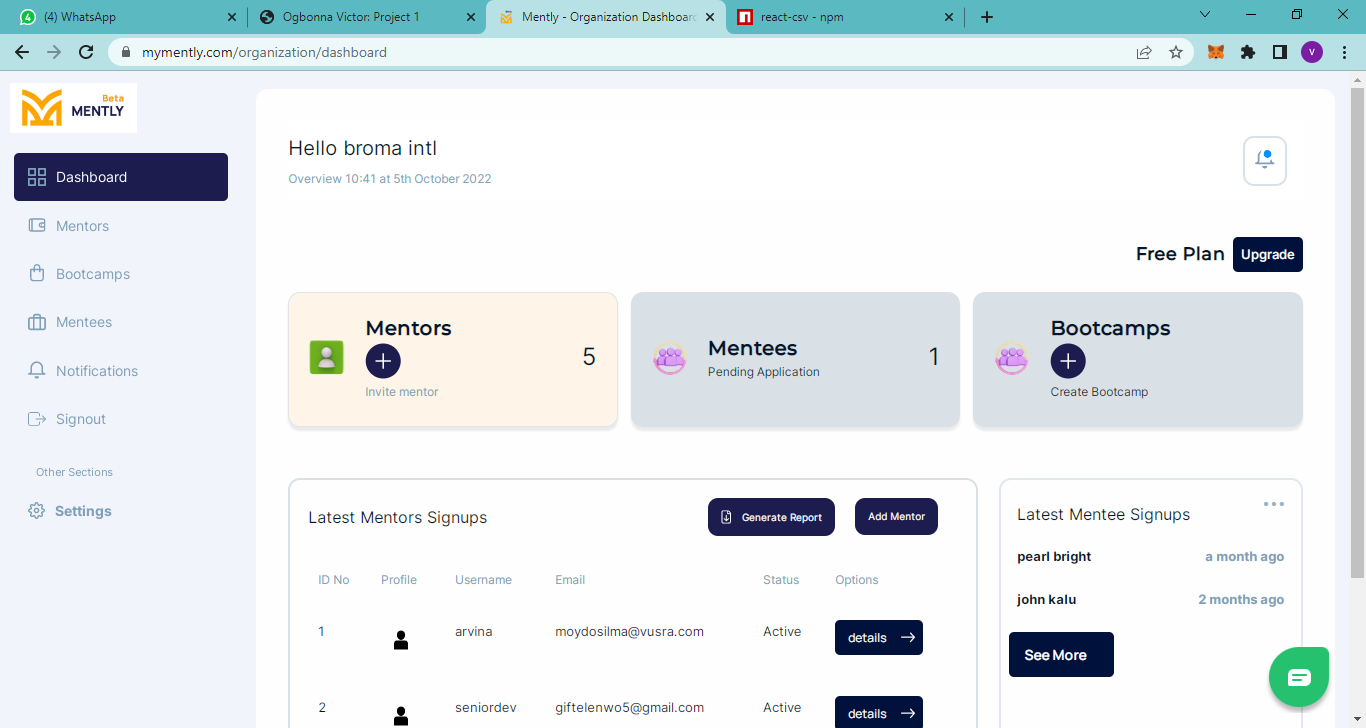 (4) WhatsApp
Ogbonna Victor: Project 1
Mently - Organization Dashboard
react-csv - npm
mymently.com/organization/dashboard
V
Beta
MENTLY
Dashboard
Mentors
Bootcamps
Mentees
Notifications
Signout
Other Sections
Settings
Hello broma intl
Overview 10:41 at 5th October 2022
Free Plan
Upgrade
Mentors
5
Invite mentor
Mentees
Pending Application
1
Bootcamps
Create Bootcamp
Latest Mentors Signups
Generate Report
Add Mentor
ID No Profile Username Email Status Options
1 arvina moydosilma@vusra.com Active details
2 seniordev giftelenwo5@gmail.com Active details
Latest Mentee Signups
pearl bright a month ago
john kalu 2 months ago
See More